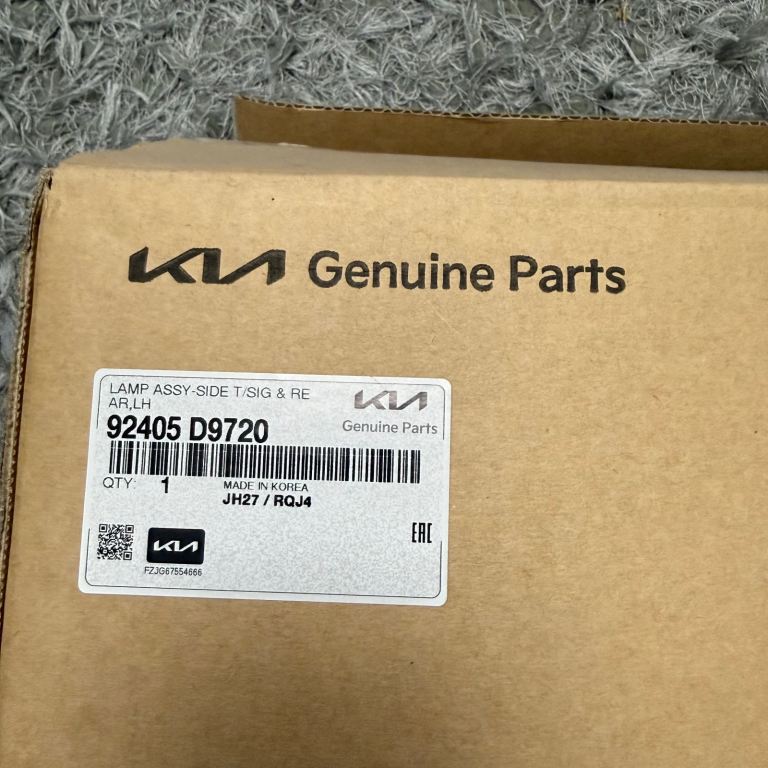 KIA Genuine Parts
LAMP ASSY-SIDE T/SIG & RE
AR,LH
KIA
Genuine Parts
92405 D9720
QTY: 1
MADE IN KOREA
JH27 / RQJ4
EAC
KIA
FZJG67554666